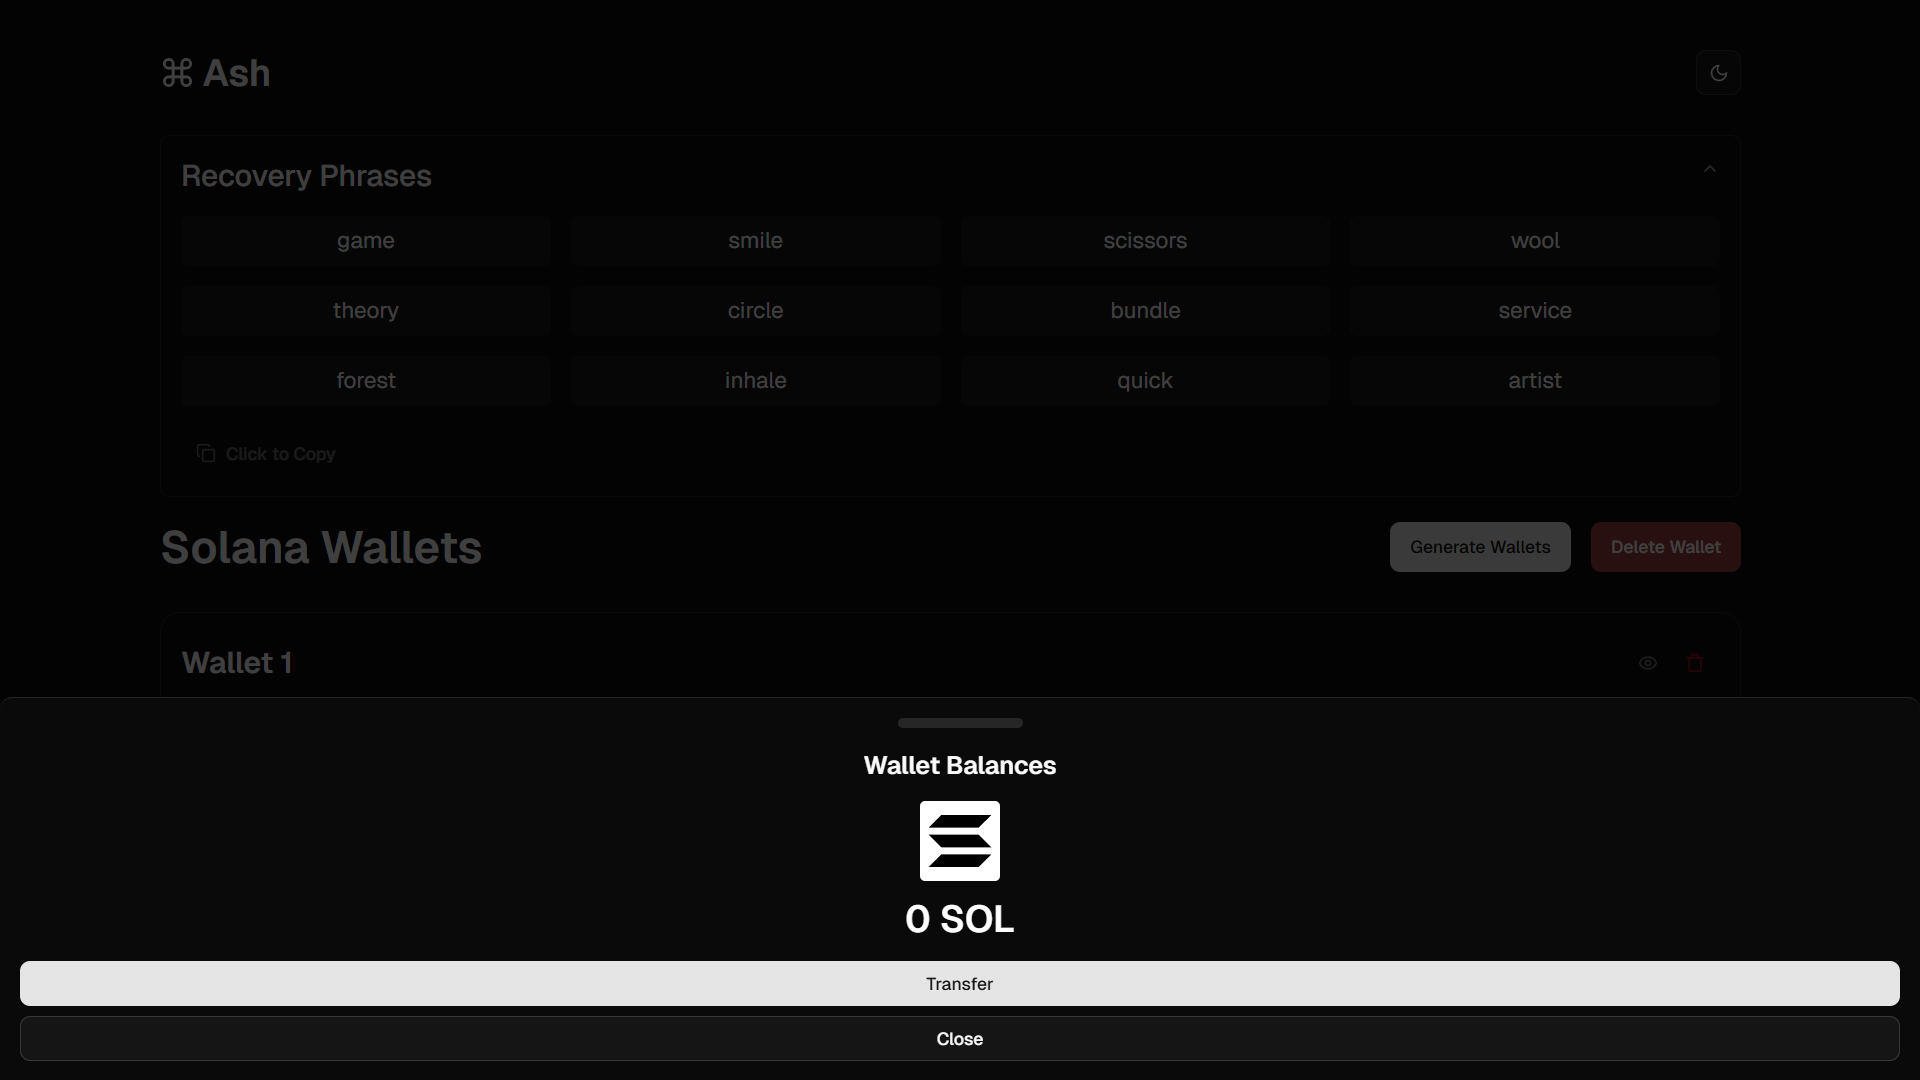 ⌘ Ash
Recovery Phrases
game smile scissors wool
theory circle bundle service
forest inhale quick artist
Click to Copy
Solana Wallets
Generate Wallets Delete Wallet
Wallet 1
Wallet Balances
0 SOL
Transfer
Close